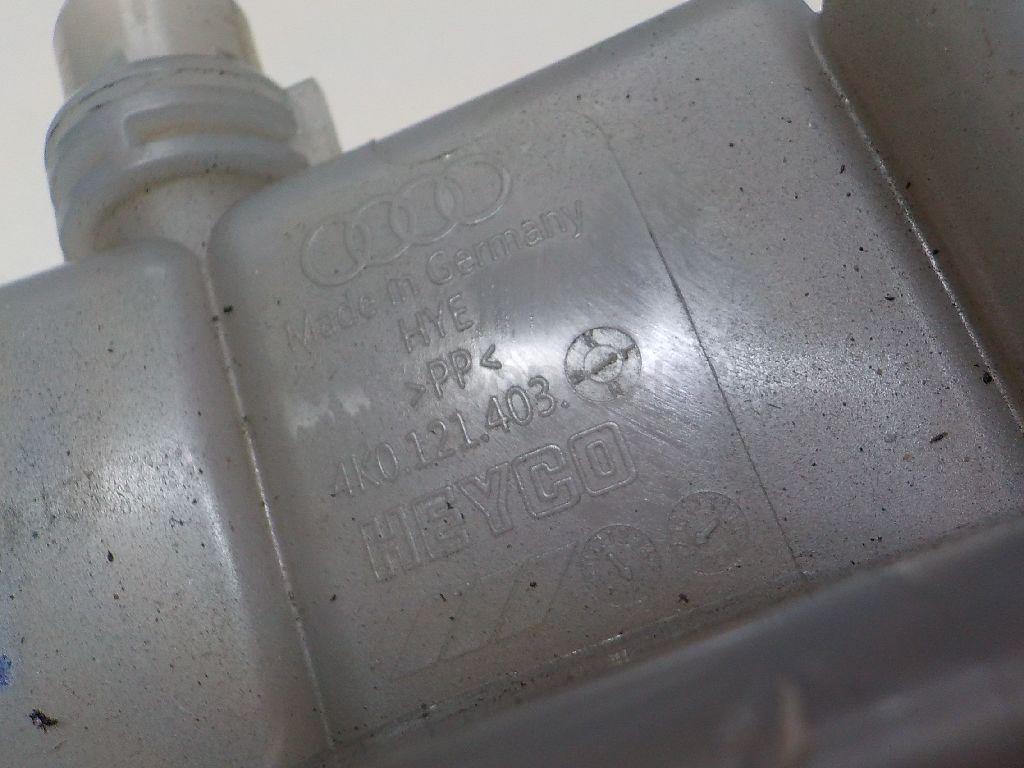 Made in Germany
HYE
>PP<
4K0.121.403.
HEYCO